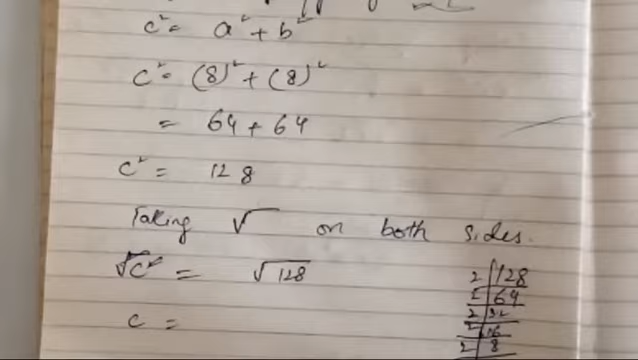 c² = a² + b²
c² = (8)² + (8)²
= 64 + 64
c² = 128
Taking √ on both sides.
√c² = √128
c =
2 | 128
2 | 64
2 | 32
2 | 16
2 | 8